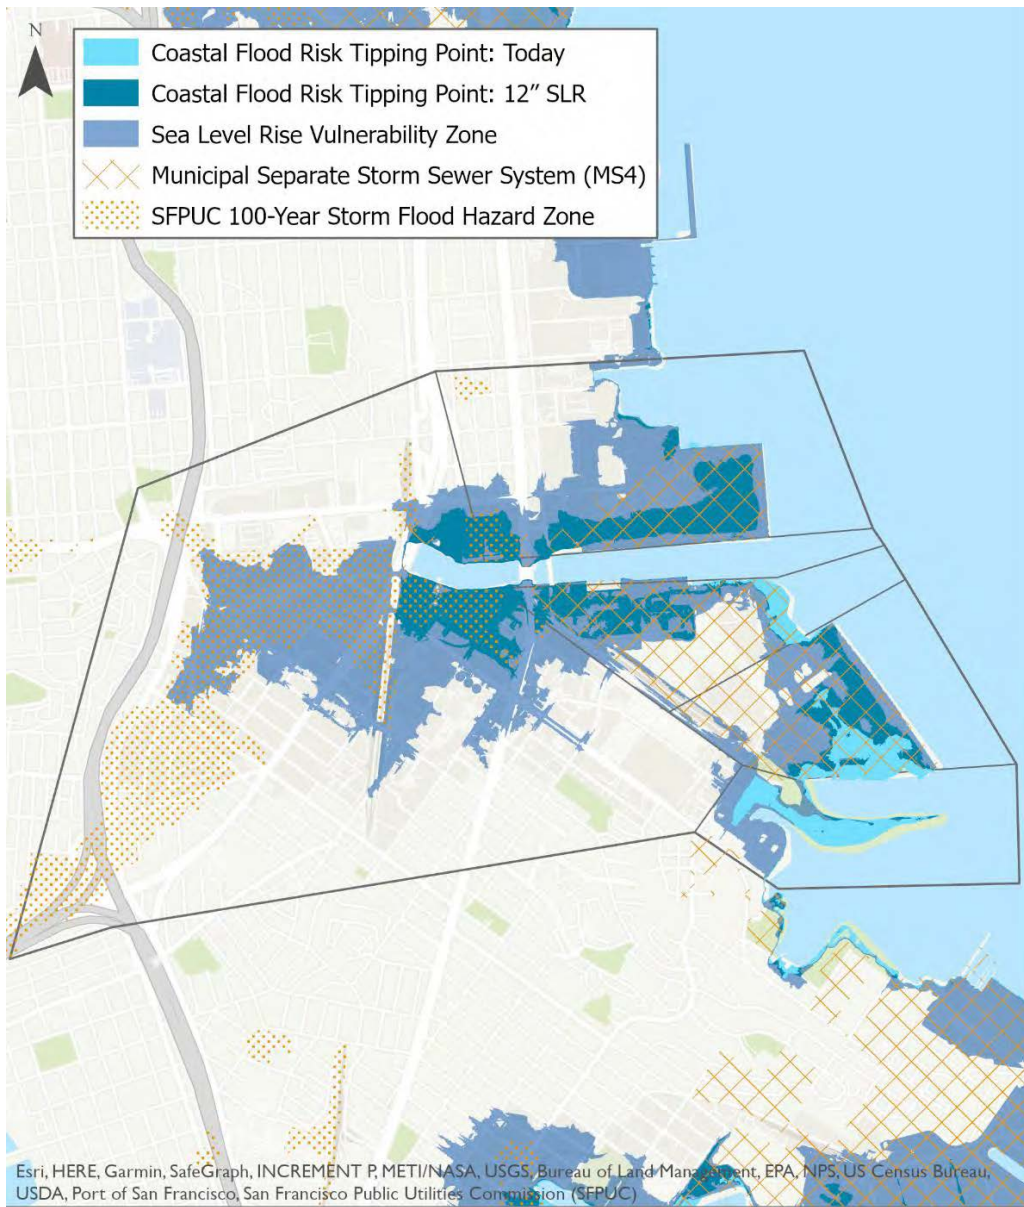 N
Coastal Flood Risk Tipping Point: Today
Coastal Flood Risk Tipping Point: 12” SLR
Sea Level Rise Vulnerability Zone
Municipal Separate Storm Sewer System (MS4)
SFPUC 100-Year Storm Flood Hazard Zone
Esri, HERE, Garmin, SafeGraph, INCREMENT P, METI/NASA, USGS, Bureau of Land Management, EPA, NPS, US Census Bureau,
USDA, Port of San Francisco, San Francisco Public Utilities Commission (SFPUC)